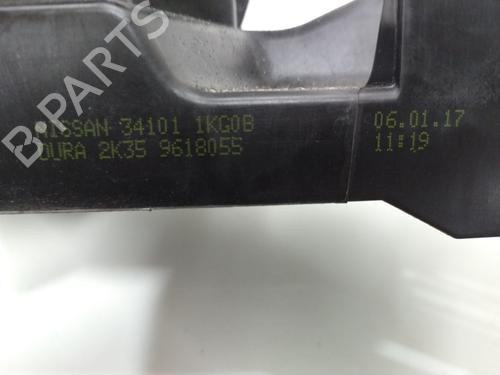 B-PARTS
NISSAN 34101 1KG0B
DURA 2K35 9618055
06.01.17
11:19